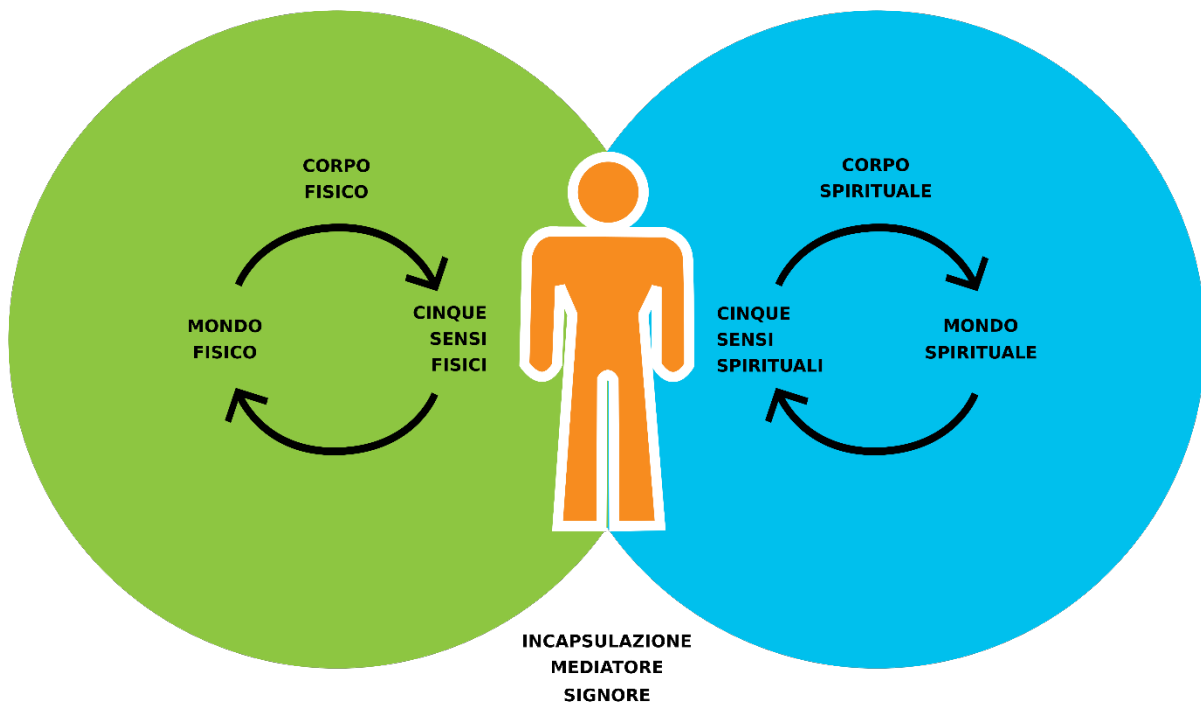 CORPO
FISICO
MONDO
FISICO
CINQUE
SENSI
FISICI
CORPO
SPIRITUALE
CINQUE
SENSI
SPIRITUALI
MONDO
SPIRITUALE
INCAPSULAZIONE
MEDIATORE
SIGNORE